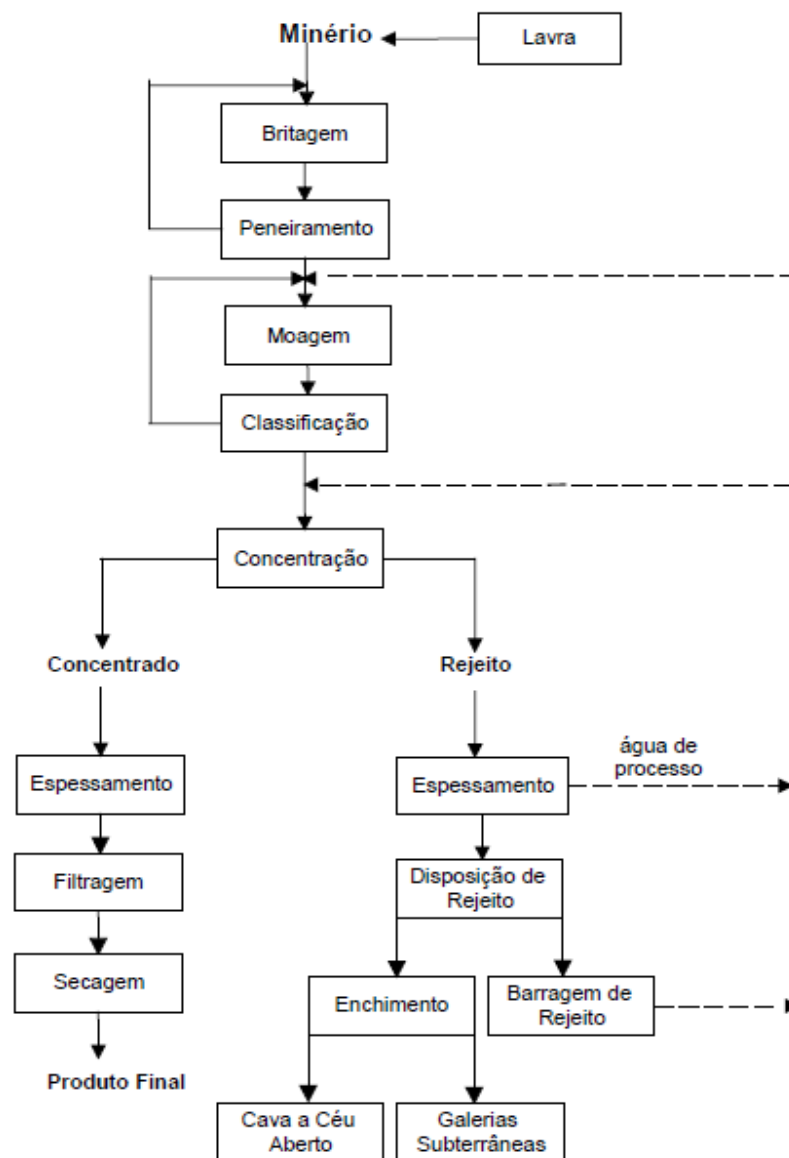 Minério
Lavra
Britagem
Peneiramento
Moagem
Classificação
Concentração
Concentrado
Rejeito
Espessamento
Espessamento
água de
processo
Filtragem
Disposição de
Rejeito
Secagem
Enchimento
Barragem de
Rejeito
Produto Final
Cava a Céu
Aberto
Galerias
Subterrâneas